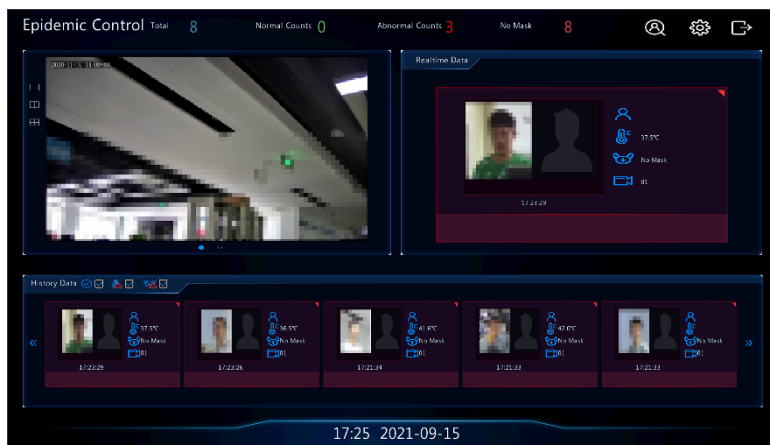 Epidemic Control Total 8 Normal Counts 0 Abnormal Counts 3 No Mask 8
Realtime Data
37.5℃
No Mask
01
17:23:29
History Data
37.5℃
No Mask
01
17:23:29
36.5℃
No Mask
01
17:23:26
41.6℃
No Mask
01
17:21:34
42.0℃
No Mask
01
17:21:33
No Mask
01
17:21:33
17:25 2021-09-15